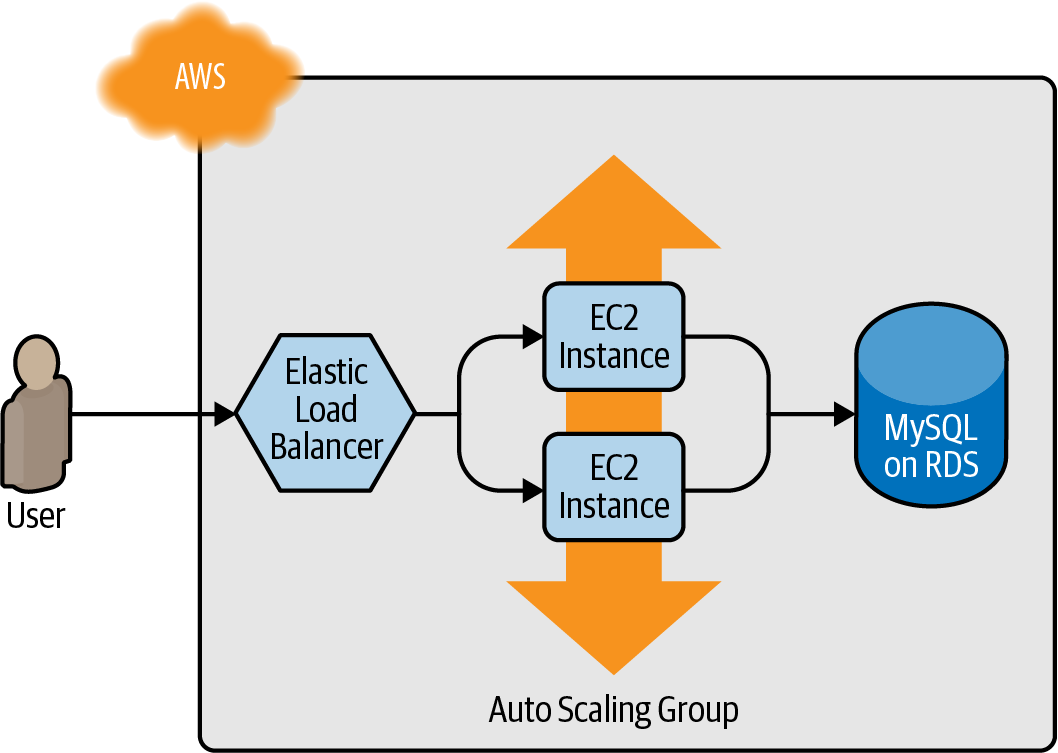 AWS
User
Elastic
Load
Balancer
EC2
Instance
EC2
Instance
MySQL
on RDS
Auto Scaling Group